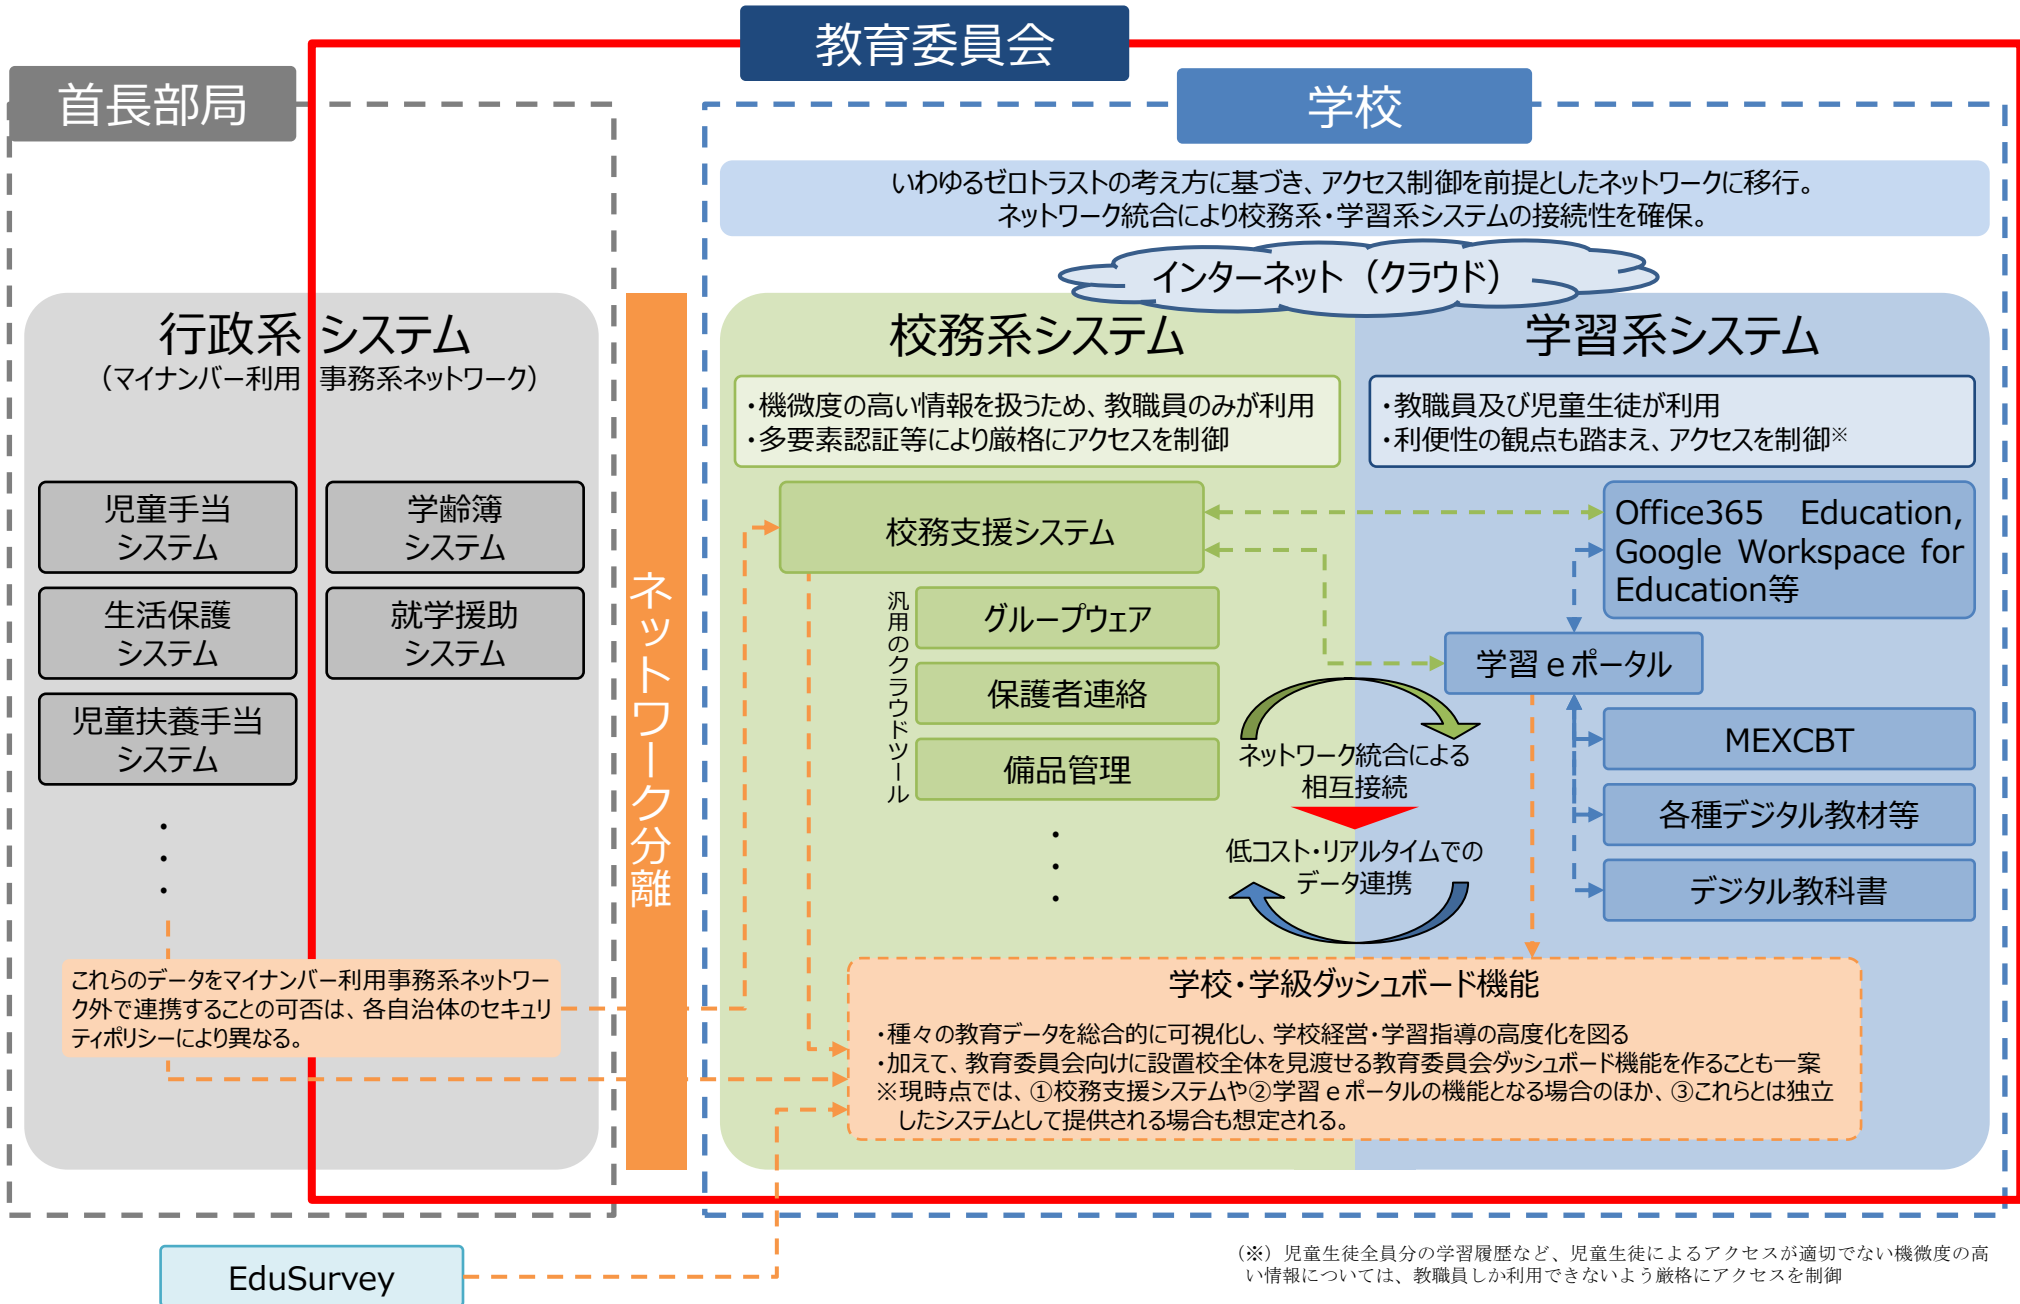 教育委員会
首長部局
学校
いわゆるゼロトラストの考え方に基づき、アクセス制御を前提としたネットワークに移行。
ネットワーク統合により校務系・学習系システムの接続性を確保。
インターネット（クラウド）
行政系システム
（マイナンバー利用事務系ネットワーク）
児童手当
システム
学齢簿
システム
生活保護
システム
就学援助
システム
児童扶養手当
システム
・
・
・
これらのデータをマイナンバー利用事務系ネットワー
ク外で連携することの可否は、各自治体のセキュリ
ティポリシーにより異なる。
ネットワーク分離
校務系システム
・機微度の高い情報を扱うため、教職員のみが利用
・多要素認証等により厳格にアクセスを制御
校務支援システム
汎用のクラウドツール
グループウェア
保護者連絡
備品管理
・
・
・
学習系システム
・教職員及び児童生徒が利用
・利便性の観点も踏まえ、アクセスを制御※
Office365 Education,
Google Workspace for
Education等
学習ｅポータル
MEXCBT
各種デジタル教材等
デジタル教科書
ネットワーク統合による
相互接続
低コスト・リアルタイムでの
データ連携
学校・学級ダッシュボード機能
・種々の教育データを総合的に可視化し、学校経営・学習指導の高度化を図る
・加えて、教育委員会向けに設置校全体を見渡せる教育委員会ダッシュボード機能を作ることも一案
※現時点では、①校務支援システムや②学習ｅポータルの機能となる場合のほか、③これらとは独立
したシステムとして提供される場合も想定される。
EduSurvey
（※）児童生徒全員分の学習履歴など、児童生徒によるアクセスが適切でない機微度の高
い情報については、教職員しか利用できないよう厳格にアクセスを制御